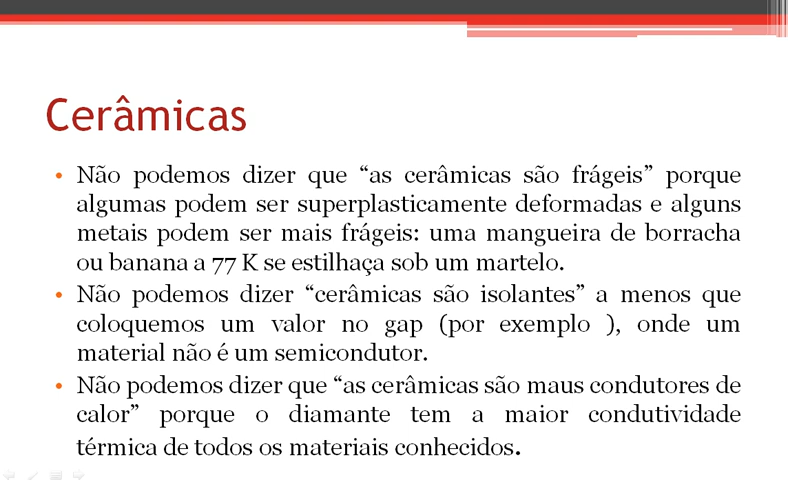 Cerâmicas
• Não podemos dizer que “as cerâmicas são frágeis” porque
algumas podem ser superplasticamente deformadas e alguns
metais podem ser mais frágeis: uma mangueira de borracha
ou banana a 77 K se estilhaça sob um martelo.
• Não podemos dizer “cerâmicas são isolantes” a menos que
coloquemos um valor no gap (por exemplo ), onde um
material não é um semicondutor.
• Não podemos dizer que “as cerâmicas são maus condutores de
calor” porque o diamante tem a maior condutividade
térmica de todos os materiais conhecidos.